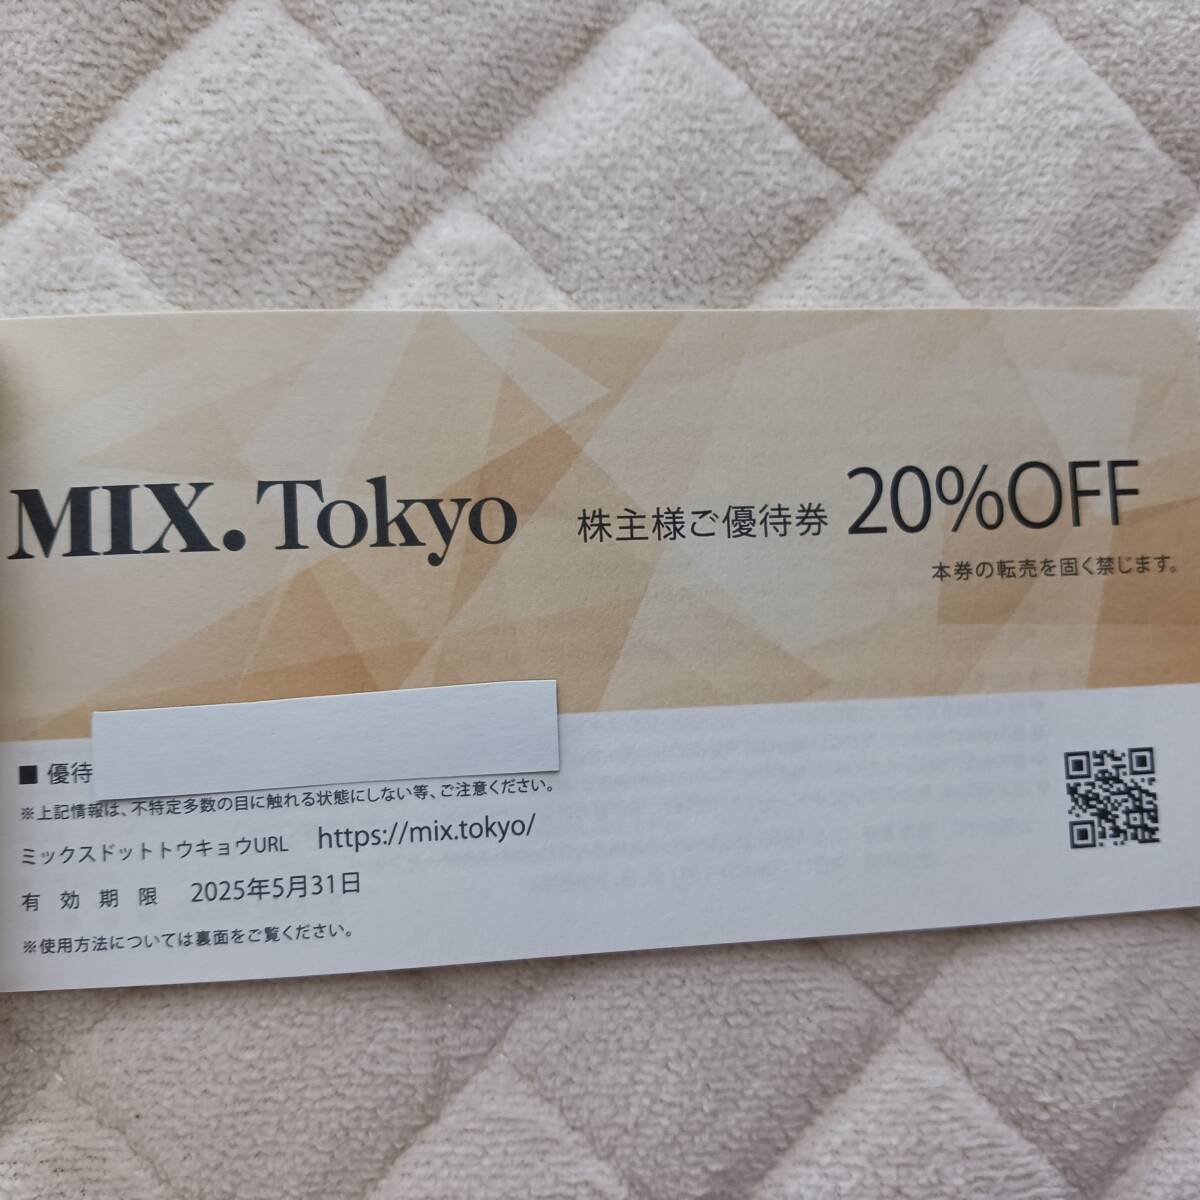 MIX.Tokyo 株主様ご優待券 20%OFF
本券の転売を固く禁じます。
■ 優待
※上記情報は、不特定多数の目に触れる状態にしない等、ご注意ください。
ミックスドットトウキョウURL https://mix.tokyo/
有効期限 2025年5月31日
※使用方法については裏面をご覧ください。